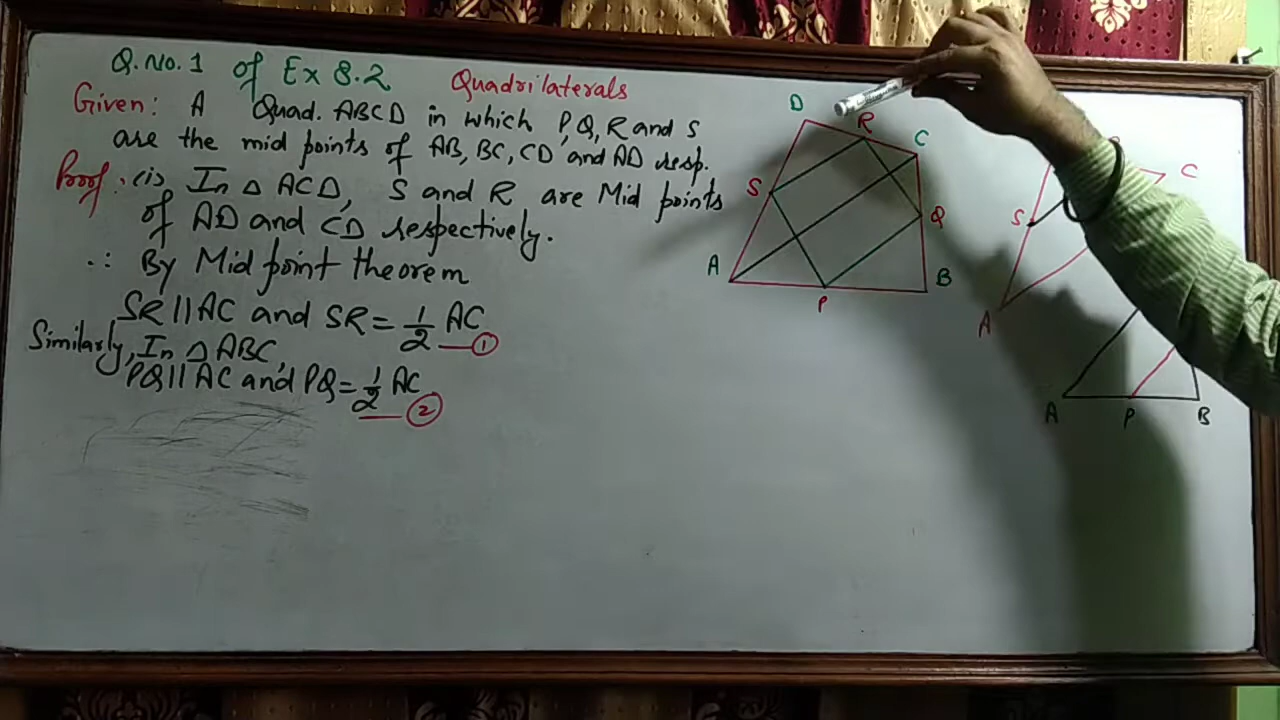 Q.No.1 of Ex 8.2 Quadrilaterals
Given: A Quad. ABCD in which P,Q,R and S
are the mid points of AB, BC, CD and AD resp.
Proof: (i) In △ ACD, S and R are Mid points
of AD and CD respectively.
∴ By Mid point theorem
SR || AC and SR = 1/2 AC — ①
Similarly, In △ ABC,
PQ || AC and PQ = 1/2 AC — ②
D
R
C
S
Q
A
B
P
C
S
A
A
P
B